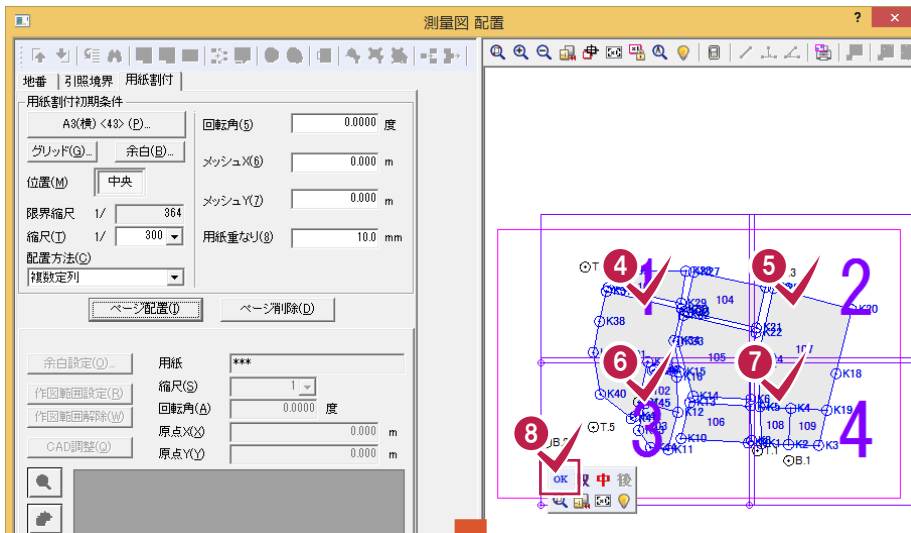 測量図 配置
? ×
地番 引照境界 用紙割付
用紙割付初期条件
A3(横) <43> (P)...
グリッド(G)... 余白(B)...
位置(M) 中央
限界縮尺 1/ 364
縮尺(T) 1/ 300
配置方法(C)
複数定列
回転角(5) 0.0000 度
メッシュX(6) 0.000 m
メッシュY(7) 0.000 m
用紙重なり(8) 10.0 mm
ページ配置(I) ページ削除(D)
余白設定(O)...
作図範囲設定(R)
作図範囲解除(W)
CAD調整(Q)
用紙 ***
縮尺(S) 1
回転角(A) 0.0000 度
原点X(X) 0.000 m
原点Y(Y) 0.000 m
4 1 5 2
6 3 7 4
8
K27
K29 104
K20
K38
K22
105
K15
K16
K18
K40
102
K14
K13
K6
K12
K5 K4 K19
106
108 109
T.5
K10
K11
K1 K2 K3
T.1
B.1
OK 中 後